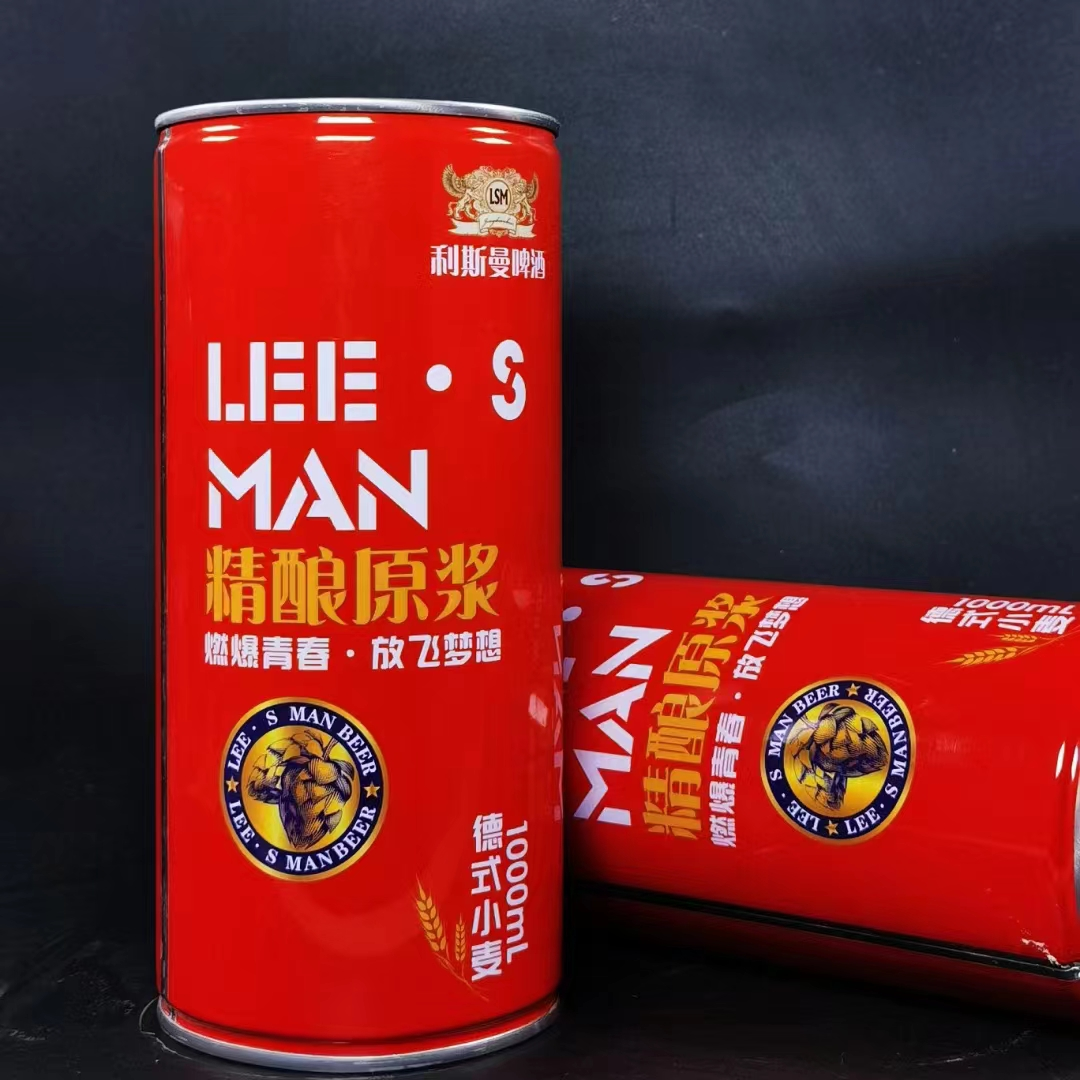 LSM
利斯曼啤酒
LEE · S
MAN
精酿原浆
燃爆青春 · 放飞梦想
LEE · S MAN BEER
LEE · S MANBEER
德式小麦
1000mL
S
MAN
精酿原浆
燃爆青春 · 放飞梦想
LEE · S MAN BEER
LEE · S MANBEER
1000mL
德式小麦